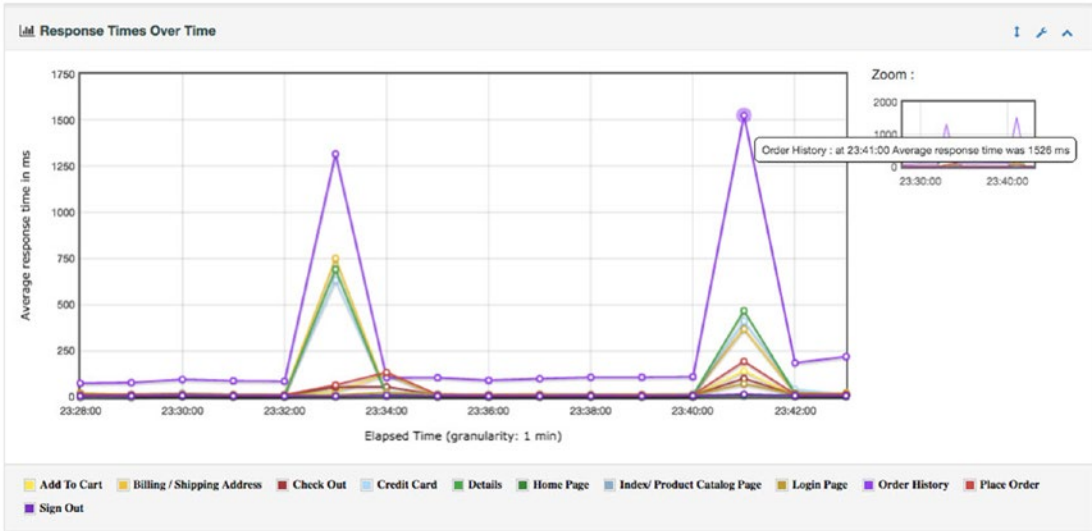 Response Times Over Time
1750
1500
1250
1000
750
500
250
0
Average response time in ms
23:28:00 23:30:00 23:32:00 23:34:00 23:36:00 23:38:00 23:40:00 23:42:00
Elapsed Time (granularity: 1 min)
Zoom :
2000
1000
0
23:30:00 23:40:00
Order History : at 23:41:00 Average response time was 1526 ms
Add To Cart Billing / Shipping Address Check Out Credit Card Details Home Page Index/ Product Catalog Page Login Page Order History Place Order
Sign Out